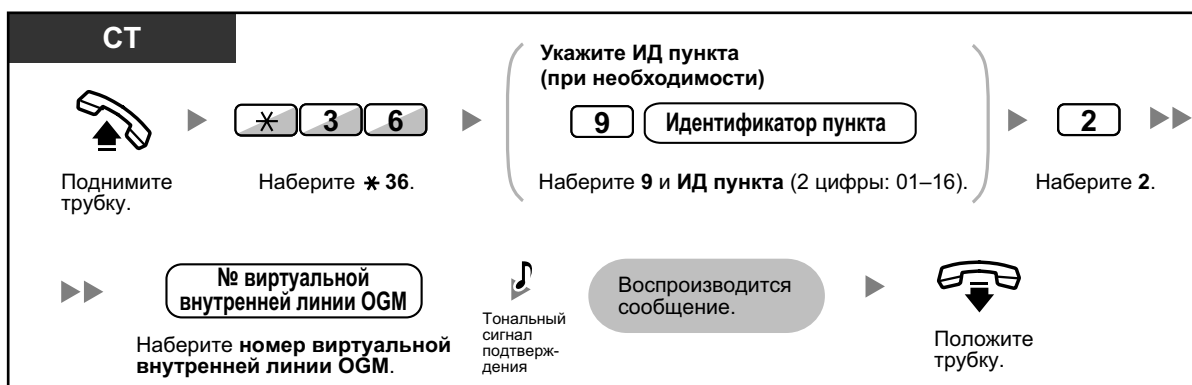 СТ
Укажите ИД пункта
(при необходимости)
✱ 3 6
9 Идентификатор пункта
2
Поднимите
трубку.
Наберите ✱ 36.
Наберите 9 и ИД пункта (2 цифры: 01–16).
Наберите 2.
№ виртуальной
внутренней линии OGM
Наберите номер виртуальной
внутренней линии OGM.
Тональный
сигнал
подтверж-
дения
Воспроизводится
сообщение.
Положите
трубку.